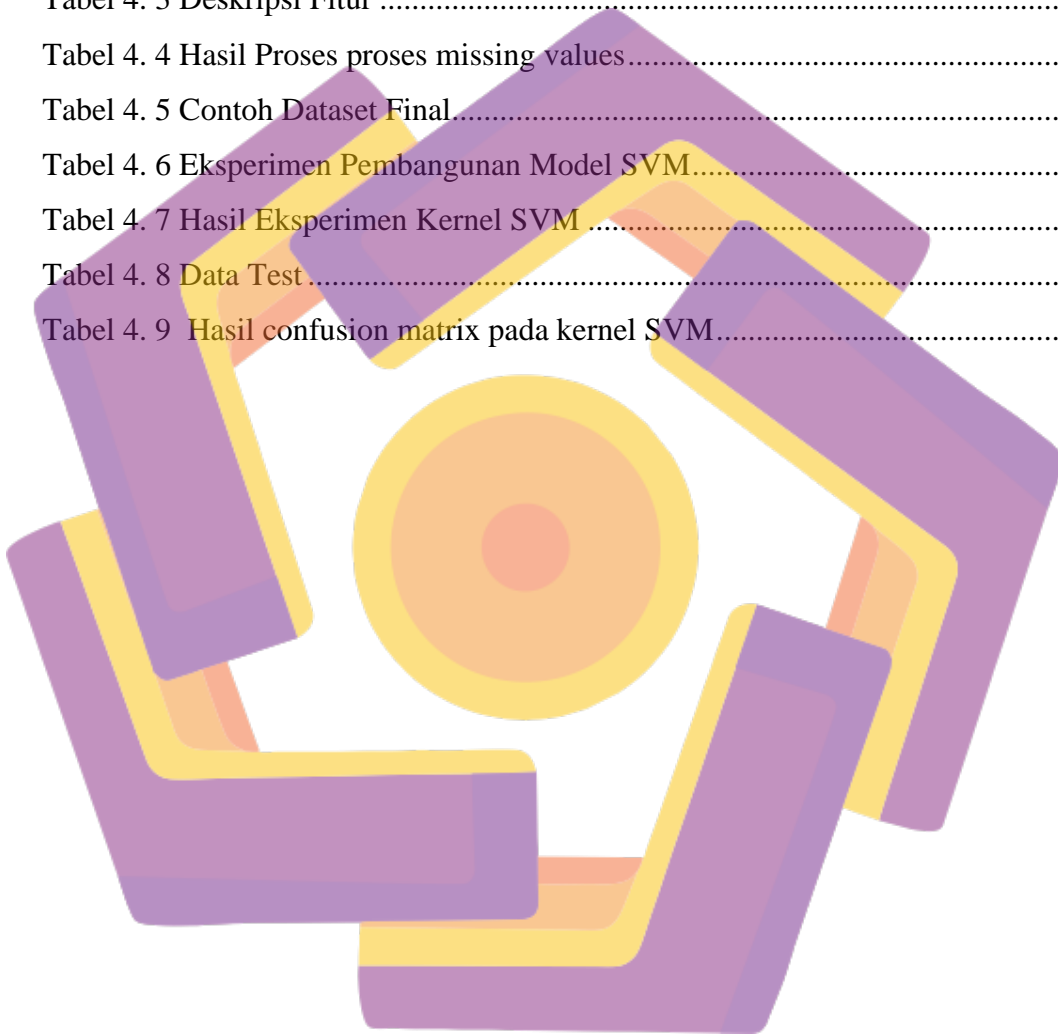 Tabel 4. 3 Deskripsi Fitur ....................................................................................
Tabel 4. 4 Hasil Proses proses missing values....................................................
Tabel 4. 5 Contoh Dataset Final..........................................................................
Tabel 4. 6 Eksperimen Pembangunan Model SVM............................................
Tabel 4. 7 Hasil Eksperimen Kernel SVM .........................................................
Tabel 4. 8 Data Test.............................................................................................
Tabel 4. 9  Hasil confusion matrix pada kernel SVM.........................................